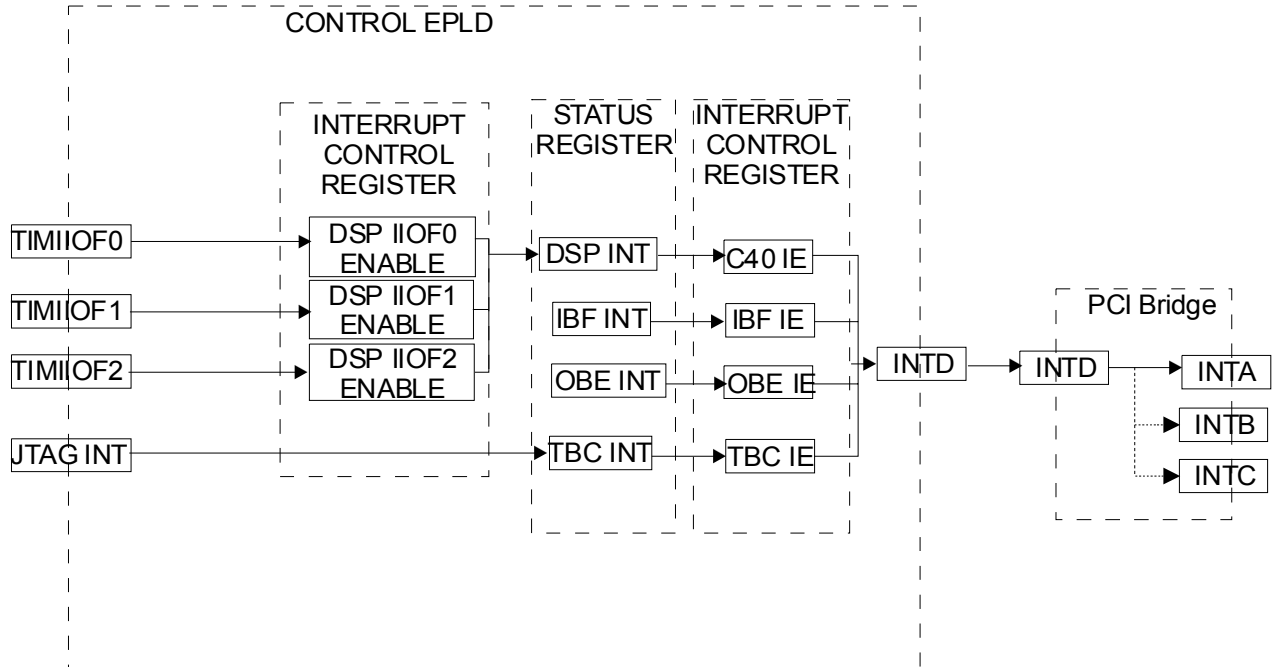 CONTROL EPLD
INTERRUPT
CONTROL
REGISTER
STATUS
REGISTER
INTERRUPT
CONTROL
REGISTER
TIMIIOF0
DSP IIOF0
ENABLE
DSP INT
C40 IE
TIMIIOF1
DSP IIOF1
ENABLE
IBF INT
IBF IE
PCI Bridge
TIMIIOF2
DSP IIOF2
ENABLE
OBE INT
OBE IE
INTD
INTD
INTA
INTB
JTAG INT
TBC INT
TBC IE
INTC